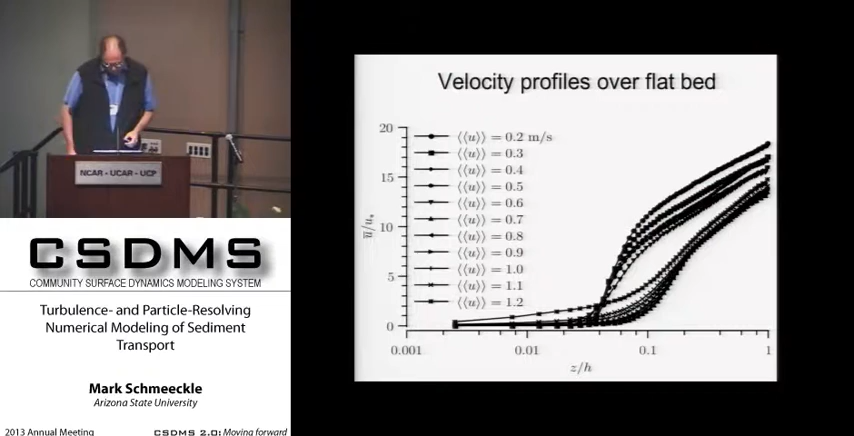 NCAR - UCAR - UCP
CSDMS
COMMUNITY SURFACE DYNAMICS MODELING SYSTEM
Turbulence- and Particle-Resolving
Numerical Modeling of Sediment
Transport
Mark Schmeeckle
Arizona State University
2013 Annual Meeting
CSDMS 2.0: Moving forward
Velocity profiles over flat bed
20
15
10
5
0
u̅/u*
⟨⟨u⟩⟩ = 0.2 m/s
⟨⟨u⟩⟩ = 0.3
⟨⟨u⟩⟩ = 0.4
⟨⟨u⟩⟩ = 0.5
⟨⟨u⟩⟩ = 0.6
⟨⟨u⟩⟩ = 0.7
⟨⟨u⟩⟩ = 0.8
⟨⟨u⟩⟩ = 0.9
⟨⟨u⟩⟩ = 1.0
⟨⟨u⟩⟩ = 1.1
⟨⟨u⟩⟩ = 1.2
0.001 0.01 0.1 1
z/h